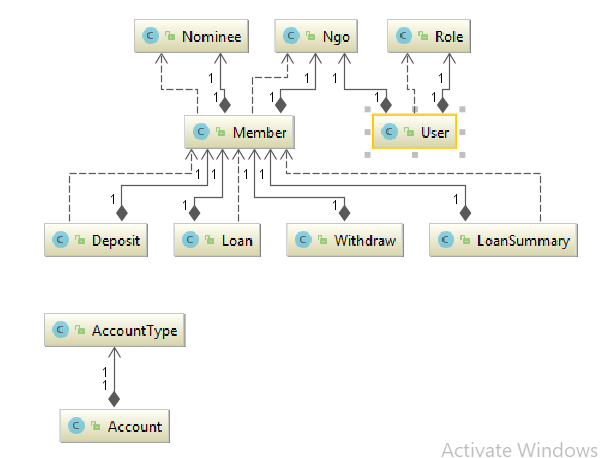 C Nominee
C Ngo
C Role
1 1 1 1
1 1 1 1
C Member
C User
1 1 1 1
1 1 1 1
C Deposit
C Loan
C Withdraw
C LoanSummary
C AccountType
1
1
C Account
Activate Windows